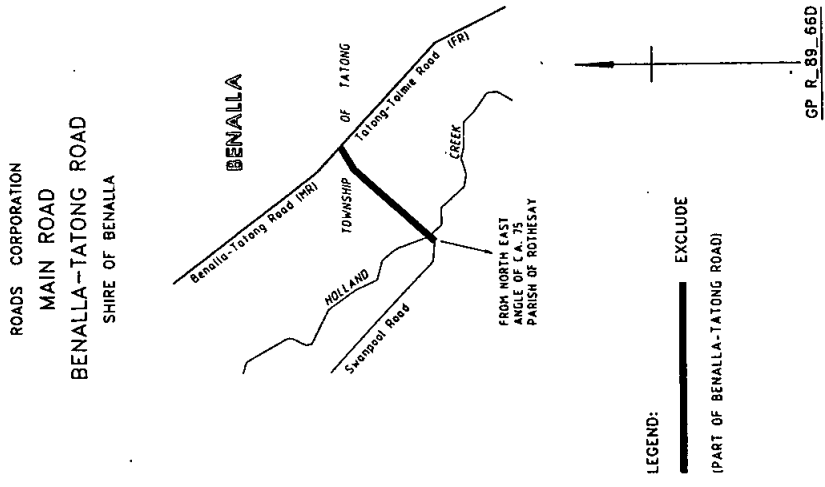 ROADS CORPORATION
MAIN ROAD
BENALLA-TATONG ROAD
SHIRE OF BENALLA
BENALLA
Benalla-Tatong Road (MR)
TOWNSHIP OF TATONG
Tatong-Tolmie Road (FR)
HOLLAND CREEK
Swanpool Road
FROM NORTH EAST
ANGLE OF C.A. 75
PARISH OF ROTHESAY
LEGEND:
EXCLUDE
(PART OF BENALLA-TATONG ROAD)
GP R_89_66D